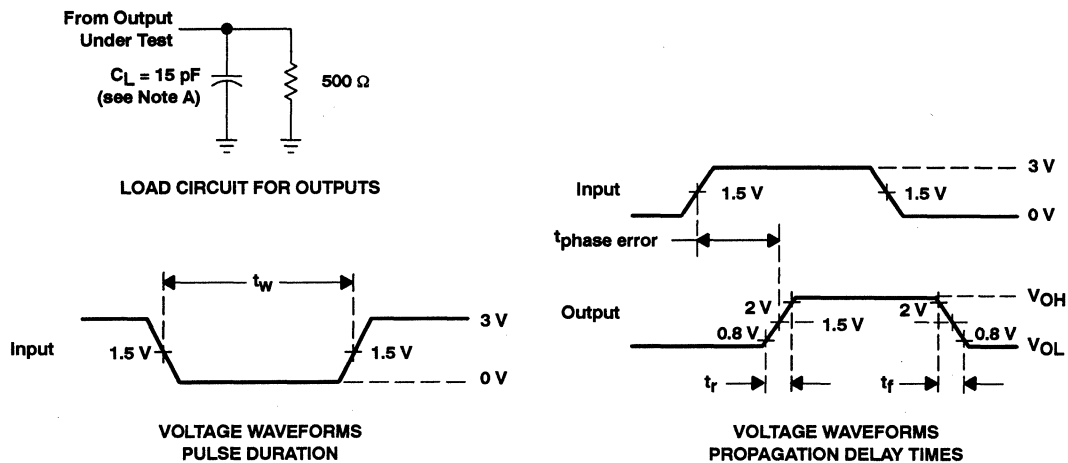 From Output
Under Test
CL = 15 pF
(see Note A)
500 Ω
LOAD CIRCUIT FOR OUTPUTS
tw
Input
1.5 V
1.5 V
3 V
0 V
VOLTAGE WAVEFORMS
PULSE DURATION
Input
1.5 V
1.5 V
3 V
0 V
tphase error
Output
2 V
0.8 V
1.5 V
2 V
0.8 V
VOH
VOL
tr
tf
VOLTAGE WAVEFORMS
PROPAGATION DELAY TIMES